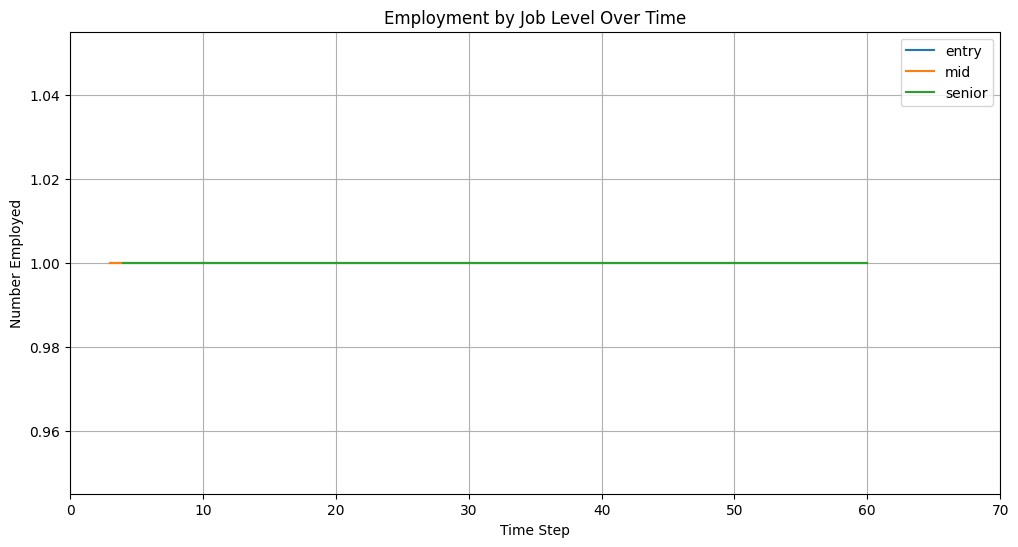 Employment by Job Level Over Time
entry
mid
senior
Number Employed
1.04
1.02
1.00
0.98
0.96
0 10 20 30 40 50 60 70
Time Step